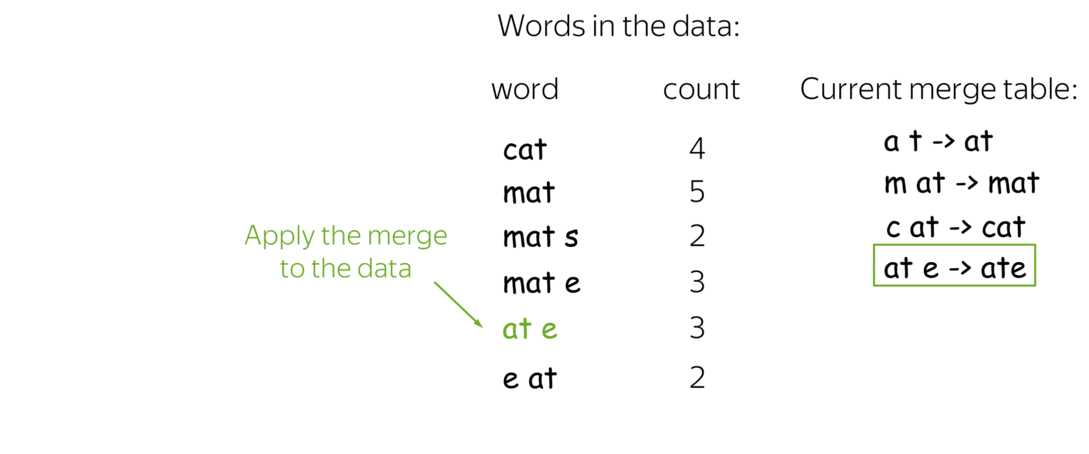 Words in the data:
word count Current merge table:
cat 4 a t -> at
mat 5 m at -> mat
mat s 2 c at -> cat
Apply the merge
to the data
mat e 3 at e -> ate
at e 3
e at 2